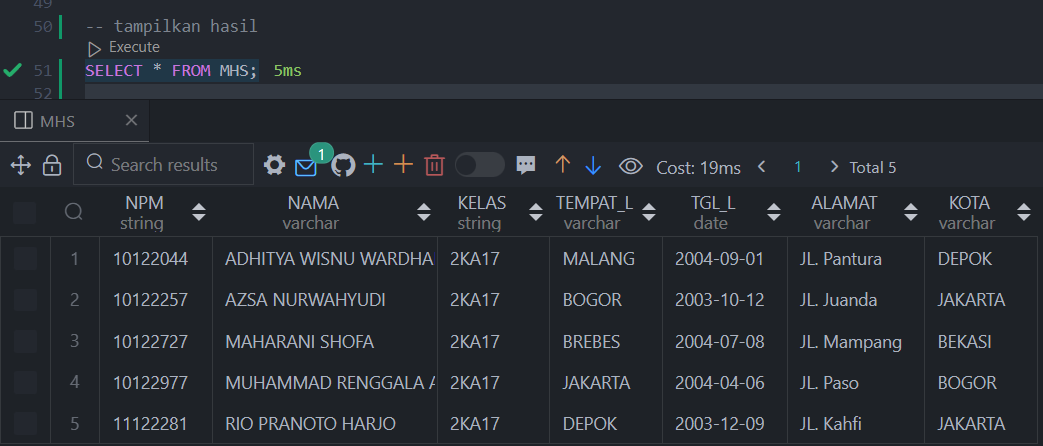 49
50 -- tampilkan hasil
Execute
51 SELECT * FROM MHS; 5ms
52
MHS
Search results 1 Cost: 19ms 1 Total 5
NPM NAMA KELAS TEMPAT_L TGL_L ALAMAT KOTA
string varchar string varchar date varchar varchar
1 10122044 ADHITYA WISNU WARDHA 2KA17 MALANG 2004-09-01 JL. Pantura DEPOK
2 10122257 AZSA NURWAHYUDI 2KA17 BOGOR 2003-10-12 JL. Juanda JAKARTA
3 10122727 MAHARANI SHOFA 2KA17 BREBES 2004-07-08 JL. Mampang BEKASI
4 10122977 MUHAMMAD RENGGALA A 2KA17 JAKARTA 2004-04-06 JL. Paso BOGOR
5 11122281 RIO PRANOTO HARJO 2KA17 DEPOK 2003-12-09 JL. Kahfi JAKARTA